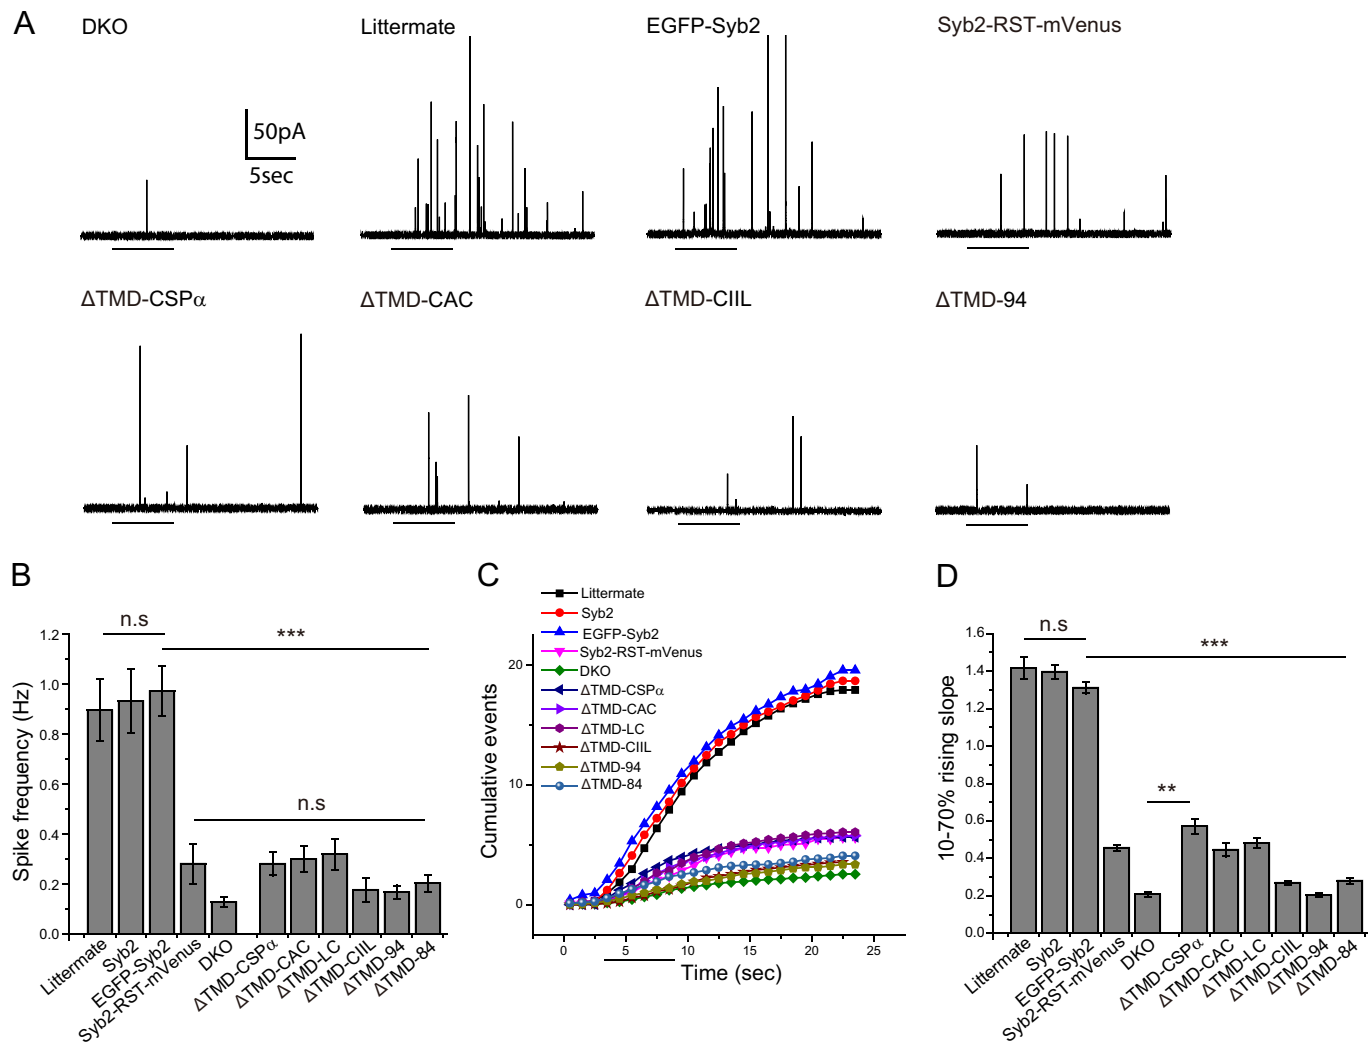 A
DKO
Littermate
EGFP-Syb2
Syb2-RST-mVenus
50pA
5sec
ΔTMD-CSPα
ΔTMD-CAC
ΔTMD-CIIL
ΔTMD-94
B
n.s
***
n.s
1.2
1.0
0.8
0.6
0.4
0.2
0.0
Spike frequency (Hz)
Littermate
Syb2
EGFP-Syb2
Syb2-RST-mVenus
DKO
ΔTMD-CSPα
ΔTMD-CAC
ΔTMD-LC
ΔTMD-CIIL
ΔTMD-94
ΔTMD-84
C
Littermate
Syb2
EGFP-Syb2
Syb2-RST-mVenus
DKO
ΔTMD-CSPα
ΔTMD-CAC
ΔTMD-LC
ΔTMD-CIIL
ΔTMD-94
ΔTMD-84
20
10
0
Cumulative events
0 5 10 15 20 25
Time (sec)
D
n.s
***
**
1.6
1.4
1.2
1.0
0.8
0.6
0.4
0.2
0.0
10-70% rising slope
Littermate
Syb2
EGFP-Syb2
Syb2-RST-mVenus
DKO
ΔTMD-CSPα
ΔTMD-CAC
ΔTMD-LC
ΔTMD-CIIL
ΔTMD-94
ΔTMD-84